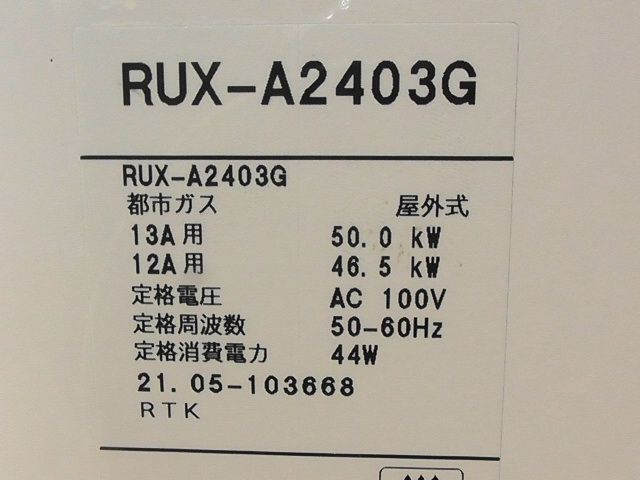 RUX-A2403G
RUX-A2403G
都市ガス 屋外式
13A用 50.0 kW
12A用 46.5 kW
定格電圧 AC 100V
定格周波数 50-60Hz
定格消費電力 44W
21.05-103668
RTK